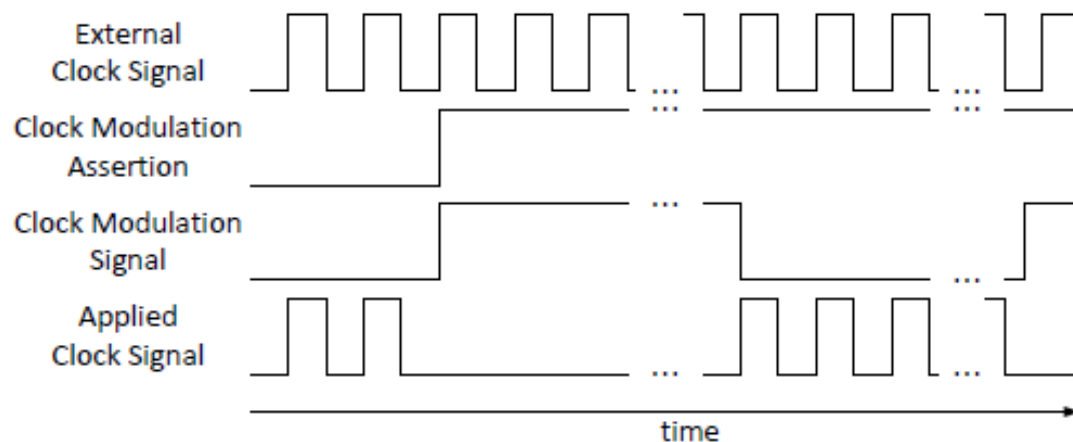 External
Clock Signal
...
...
Clock Modulation
Assertion
...
...
Clock Modulation
Signal
...
...
Applied
Clock Signal
...
...
time